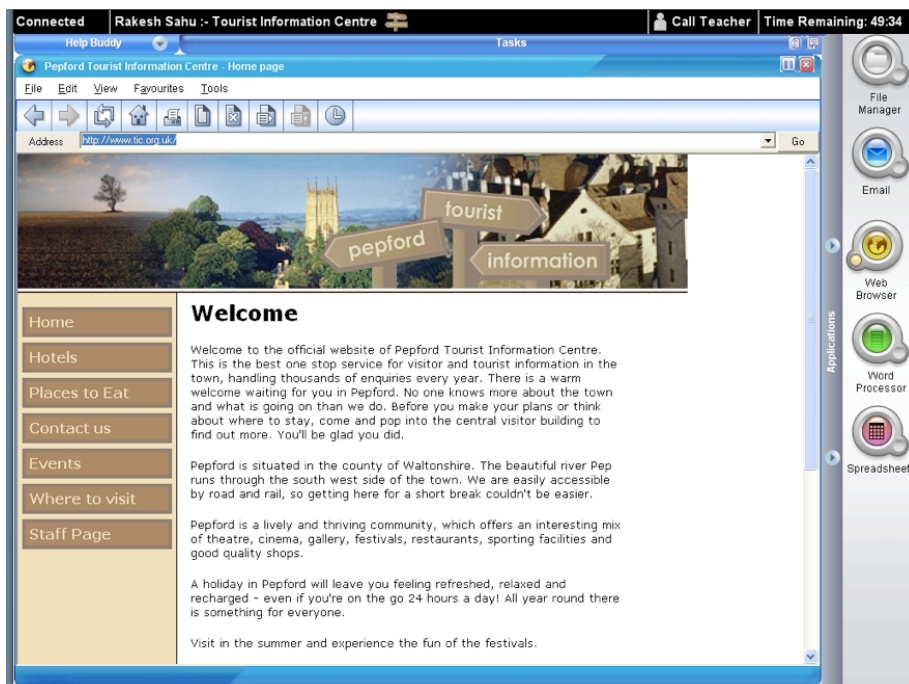 Connected
Rakesh Sahu :- Tourist Information Centre
Call Teacher
Time Remaining: 49:34
Help Buddy
Tasks
Pepford Tourist Information Centre - Home page
File Edit View Favourites Tools
Address http://www.tic.org.uk/ Go
tourist
pepford
information
Home
Hotels
Places to Eat
Contact us
Events
Where to visit
Staff Page
Welcome
Welcome to the official website of Pepford Tourist Information Centre.
This is the best one stop service for visitor and tourist information in the
town, handling thousands of enquiries every year. There is a warm
welcome waiting for you in Pepford. No one knows more about the town
and what is going on than we do. Before you make your plans or think
about where to stay, come and pop into the central visitor building to
find out more. You'll be glad you did.
Pepford is situated in the county of Waltonshire. The beautiful river Pep
runs through the south west side of the town. We are easily accessible
by road and rail, so getting here for a short break couldn't be easier.
Pepford is a lively and thriving community, which offers an interesting mix
of theatre, cinema, gallery, festivals, restaurants, sporting facilities and
good quality shops.
A holiday in Pepford will leave you feeling refreshed, relaxed and
recharged - even if you're on the go 24 hours a day! All year round there
is something for everyone.
Visit in the summer and experience the fun of the festivals.
Applications
File
Manager
Email
Web
Browser
Word
Processor
Spreadsheet